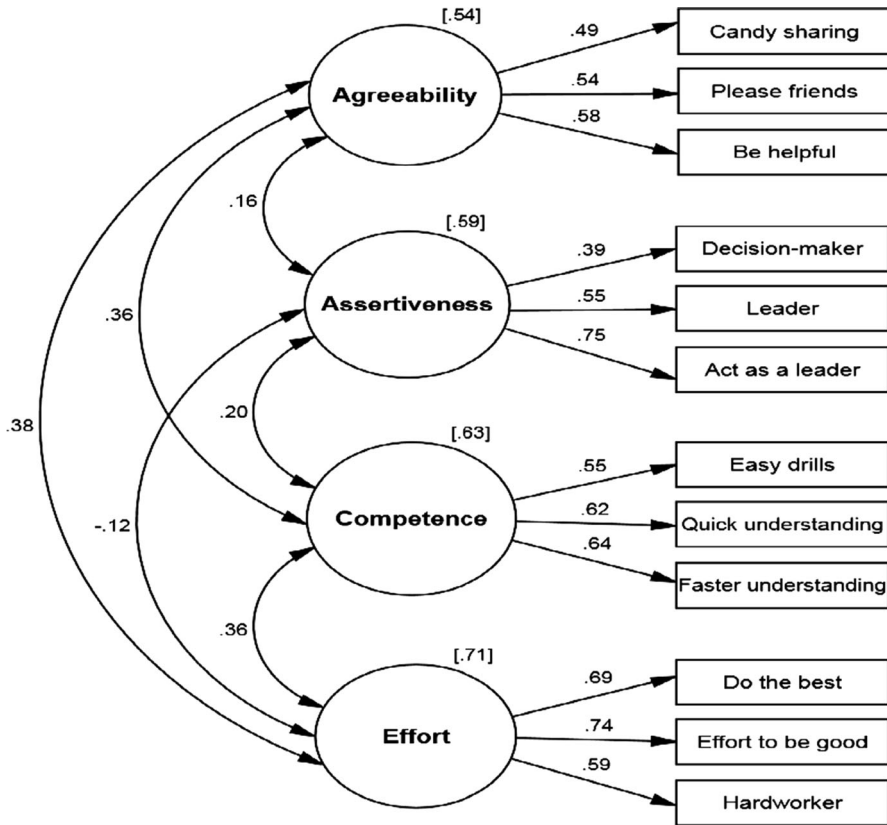 [.54]
.49
Candy sharing
Agreeability
.54
Please friends
.58
Be helpful
.16
[.59]
.39
Decision-maker
Assertiveness
.55
Leader
.75
Act as a leader
.36
.38
.20
[.63]
.55
Easy drills
Competence
.62
Quick understanding
-.12
.64
Faster understanding
.36
[.71]
.69
Do the best
Effort
.74
Effort to be good
.59
Hardworker